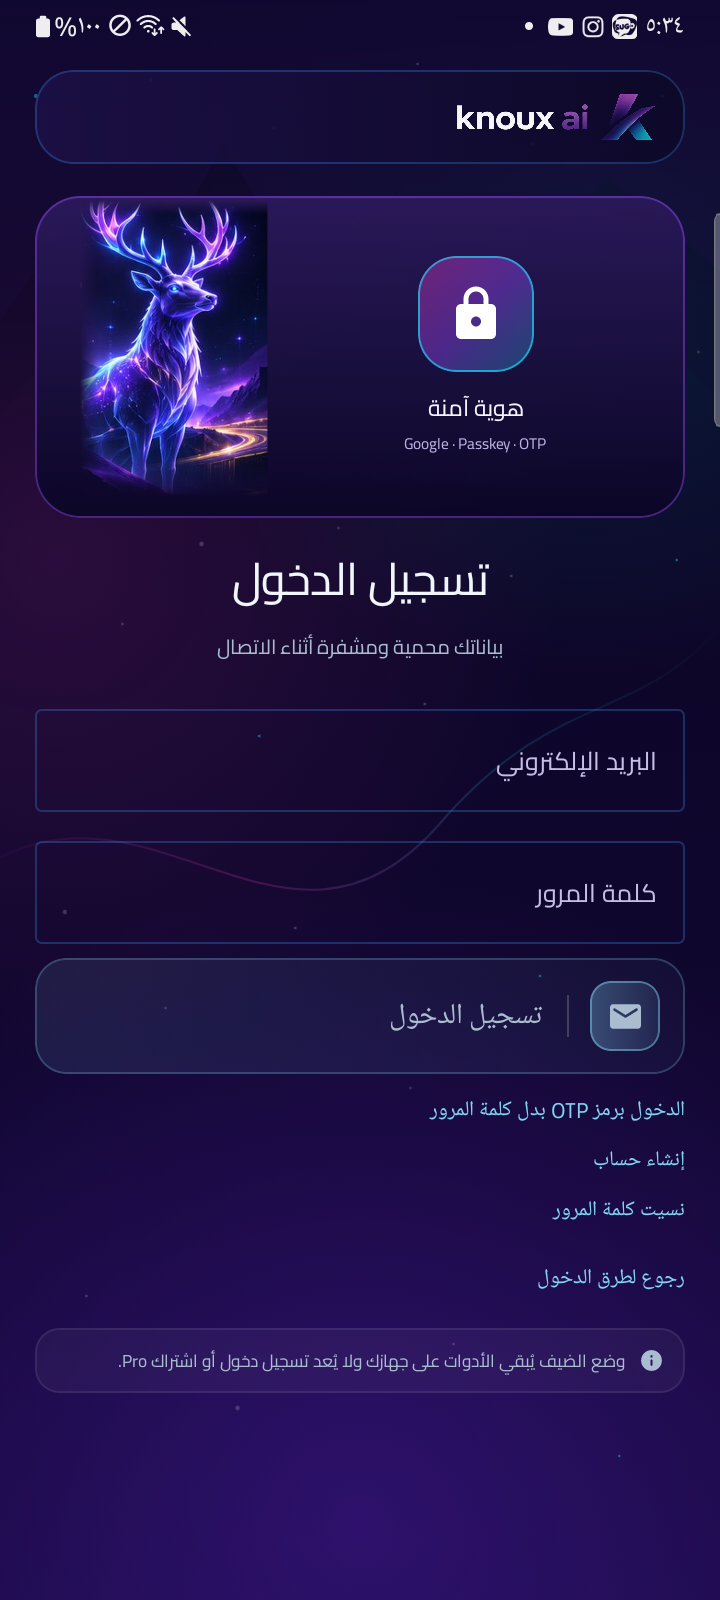 ٥:٣٤
%١٠٠
knoux ai
هوية آمنة
Google · Passkey · OTP
تسجيل الدخول
بياناتك محمية ومشفرة أثناء الاتصال
البريد الإلكتروني
كلمة المرور
تسجيل الدخول
الدخول برمز OTP بدل كلمة المرور
إنشاء حساب
نسيت كلمة المرور
رجوع لطرق الدخول
وضع الضيف يُبقي الأدوات على جهازك ولا يُعد تسجيل دخول أو اشتراك Pro.